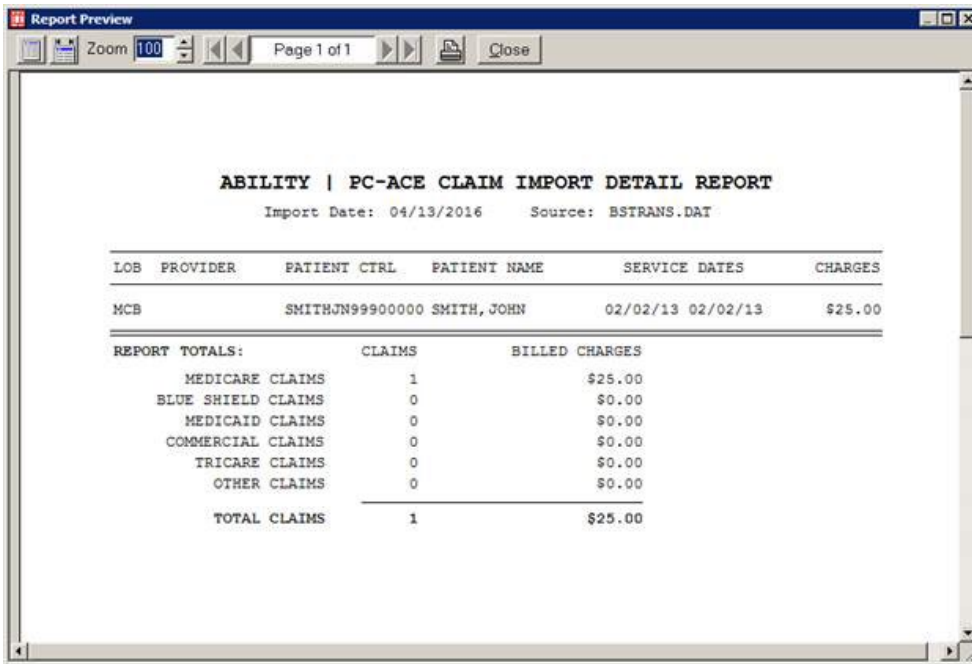 Report Preview
Zoom 100 Page 1 of 1 Close
ABILITY | PC-ACE CLAIM IMPORT DETAIL REPORT
Import Date: 04/13/2016 Source: BSTRANS.DAT
LOB PROVIDER PATIENT CTRL PATIENT NAME SERVICE DATES CHARGES
MCB SMITHJN99900000 SMITH, JOHN 02/02/13 02/02/13 $25.00
REPORT TOTALS: CLAIMS BILLED CHARGES
MEDICARE CLAIMS 1 $25.00
BLUE SHIELD CLAIMS 0 $0.00
MEDICAID CLAIMS 0 $0.00
COMMERCIAL CLAIMS 0 $0.00
TRICARE CLAIMS 0 $0.00
OTHER CLAIMS 0 $0.00
TOTAL CLAIMS 1 $25.00